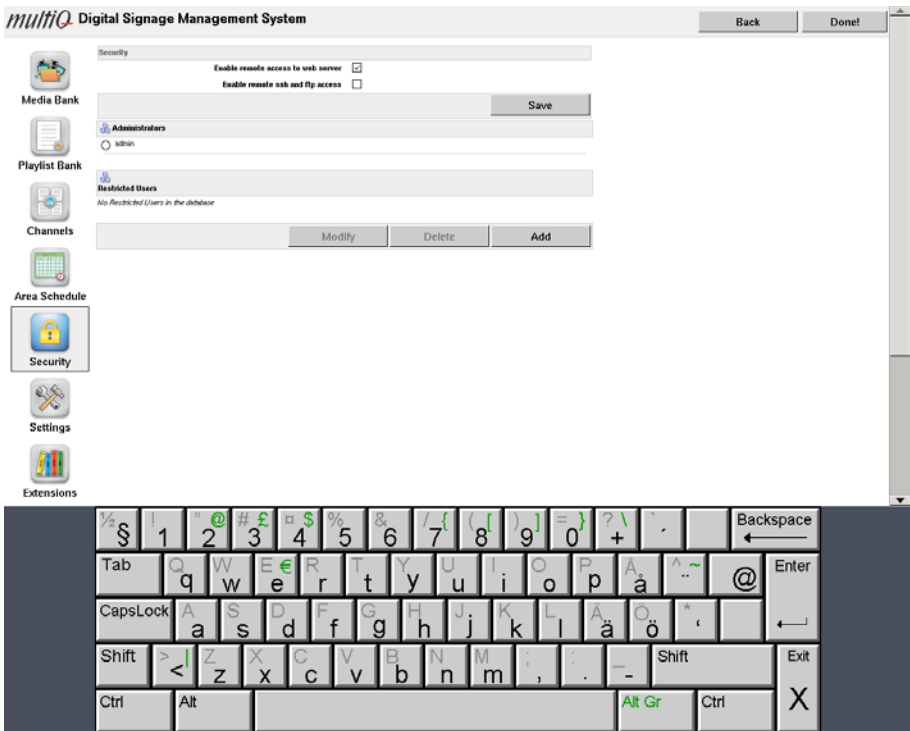 multiQ Digital Signage Management System
Back
Done!
Media Bank
Playlist Bank
Channels
Area Schedule
Security
Settings
Extensions
Security
Enable remote access to web server
Enable remote ssh and ftp access
Save
Administrators
admin
Restricted Users
No Restricted Users in the database
Modify Delete Add
½ § ! 1 " @ 2 # £ 3 ¤ $ 4 % 5 & 6 / { 7 ( [ 8 ) ] 9 = } 0 ? \ + ` ´ Backspace
Tab Q q W w E € e R r T t Y y U u I i O o P p Å å ^ ~ ¨ @ Enter
CapsLock A a S s D d F f G g H h J j K k L l Ä ä Ö ö * ‘
Shift > | < Z z X x C c V v B b N n M m ; , : . _ - Shift Exit
Ctrl Alt Alt Gr Ctrl X